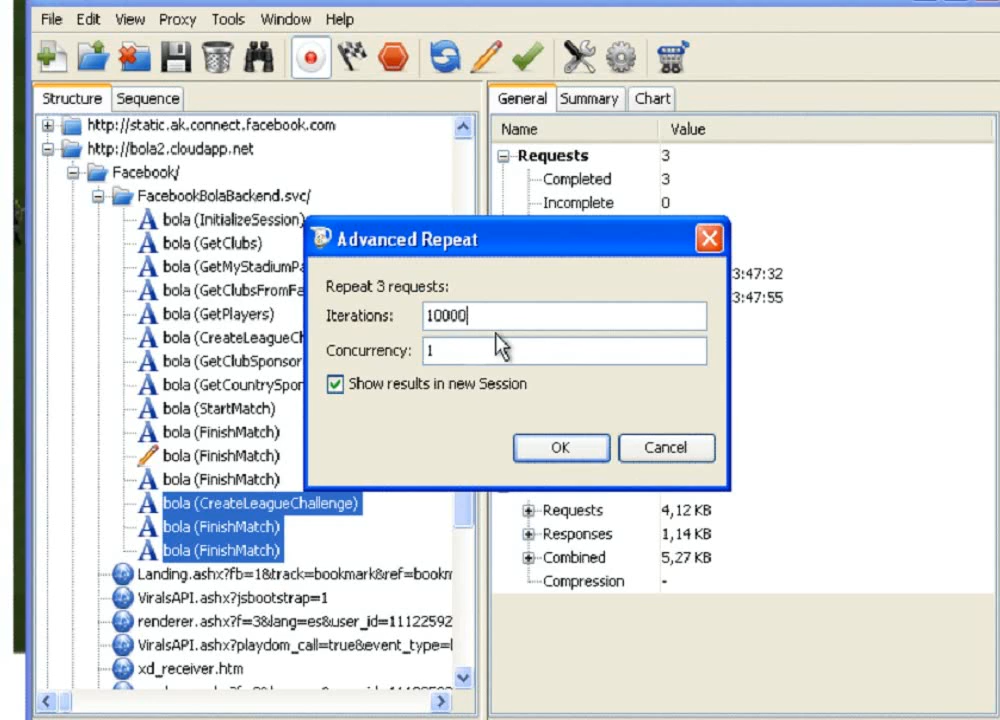 File Edit View Proxy Tools Window Help
Structure Sequence
General Summary Chart
http://static.ak.connect.facebook.com
http://bola2.cloudapp.net
Facebook/
FacebookBolaBackend.svc/
bola (InitializeSession)
bola (GetClubs)
bola (GetMyStadiumPa
bola (GetClubsFromFa
bola (GetPlayers)
bola (CreateLeagueCh
bola (GetClubSponsor
bola (GetCountrySpon
bola (StartMatch)
bola (FinishMatch)
bola (FinishMatch)
bola (FinishMatch)
bola (CreateLeagueChallenge)
bola (FinishMatch)
bola (FinishMatch)
Landing.ashx?fb=1&track=bookmark&ref=bookm
ViralsAPI.ashx?jsbootstrap=1
renderer.ashx?f=3&lang=es&user_id=11122592
ViralsAPI.ashx?playdom_call=true&event_type=l
xd_receiver.htm
Name Value
Requests 3
Completed 3
Incomplete 0
3:47:32
3:47:55
Requests 4,12 KB
Responses 1,14 KB
Combined 5,27 KB
Compression -
Advanced Repeat
Repeat 3 requests:
Iterations: 10000
Concurrency: 1
Show results in new Session
OK Cancel